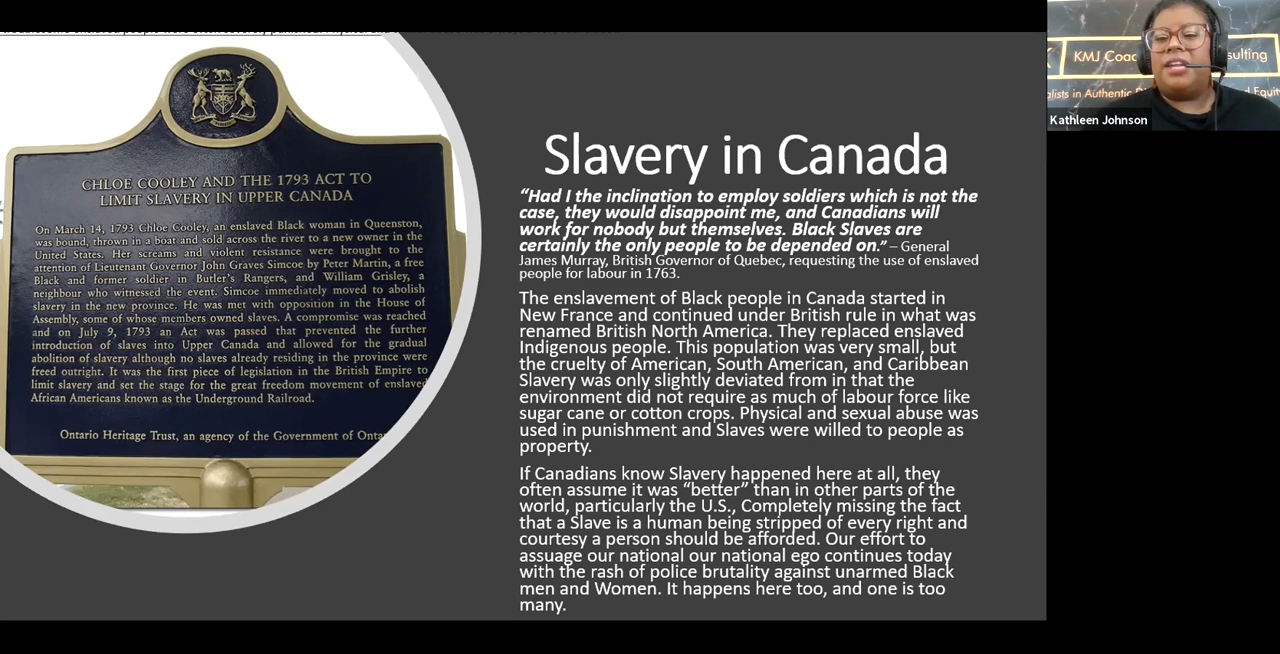 CHLOE COOLEY AND THE 1793 ACT TO
LIMIT SLAVERY IN UPPER CANADA
On March 14, 1793 Chloe Cooley, an enslaved Black woman in Queenston,
was bound, thrown in a boat and sold across the river to a new owner in the
United States. Her screams and violent resistance were brought to the
attention of Lieutenant Governor John Graves Simcoe by Peter Martin, a free
Black and former soldier in Butler's Rangers, and William Grisley, a
neighbour who witnessed the event. Simcoe immediately moved to abolish
slavery in the new province. He was met with opposition in the House of
Assembly, some of whose members owned slaves. A compromise was reached
and on July 9, 1793 an Act was passed that prevented the further
introduction of slaves into Upper Canada and allowed for the gradual
abolition of slavery although no slaves already residing in the province were
freed outright. It was the first piece of legislation in the British Empire to
limit slavery and set the stage for the great freedom movement of enslaved
African Americans known as the Underground Railroad.
Ontario Heritage Trust, an agency of the Government of Onta
Slavery in Canada
“Had I the inclination to employ soldiers which is not the
case, they would disappoint me, and Canadians will
work for nobody but themselves. Black Slaves are
certainly the only people to be depended on.” – General
James Murray, British Governor of Quebec, requesting the use of enslaved
people for labour in 1763.
The enslavement of Black people in Canada started in
New France and continued under British rule in what was
renamed British North America. They replaced enslaved
Indigenous people. This population was very small, but
the cruelty of American, South American, and Caribbean
Slavery was only slightly deviated from in that the
environment did not require as much of labour force like
sugar cane or cotton crops. Physical and sexual abuse was
used in punishment and Slaves were willed to people as
property.
If Canadians know Slavery happened here at all, they
often assume it was “better” than in other parts of the
world, particularly the U.S., Completely missing the fact
that a Slave is a human being stripped of every right and
courtesy a person should be afforded. Our effort to
assuage our national our national ego continues today
with the rash of police brutality against unarmed Black
men and Women. It happens here too, and one is too
many.
KMJ Coac sulting
alists in Authentic d Equity
Kathleen Johnson